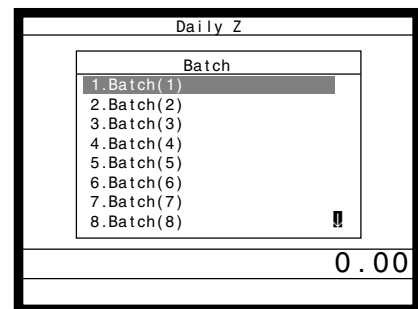 Daily Z
Batch
1.Batch(1)
2.Batch(2)
3.Batch(3)
4.Batch(4)
5.Batch(5)
6.Batch(6)
7.Batch(7)
8.Batch(8)
0.00